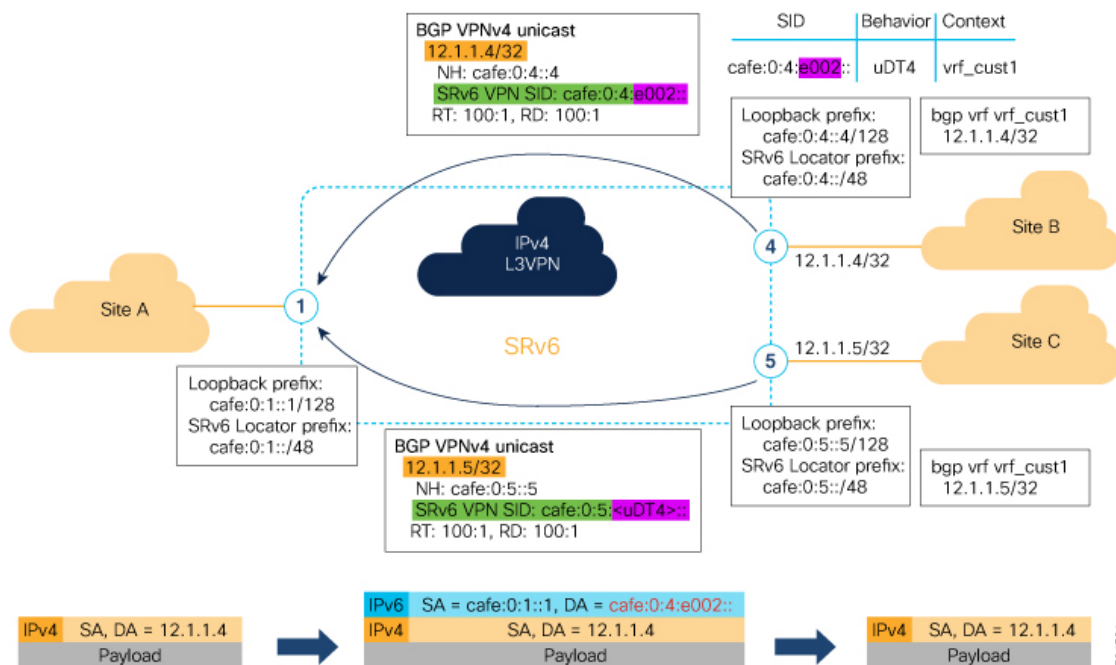 BGP VPNv4 unicast
12.1.1.4/32
NH: cafe:0:4::4
SRv6 VPN SID: cafe:0:4:e002::
RT: 100:1, RD: 100:1
SID Behavior Context
cafe:0:4:e002:: uDT4 vrf_cust1
Loopback prefix:
cafe:0:4::4/128
SRv6 Locator prefix:
cafe:0:4::/48
bgp vrf vrf_cust1
12.1.1.4/32
IPv4
L3VPN
4
12.1.1.4/32
Site B
Site A
1
SRv6
12.1.1.5/32
5
Site C
Loopback prefix:
cafe:0:1::1/128
SRv6 Locator prefix:
cafe:0:1::/48
BGP VPNv4 unicast
12.1.1.5/32
NH: cafe:0:5::5
SRv6 VPN SID: cafe:0:5:<uDT4>::
RT: 100:1, RD: 100:1
Loopback prefix:
cafe:0:5::5/128
SRv6 Locator prefix:
cafe:0:5::/48
bgp vrf vrf_cust1
12.1.1.5/32
IPv4 SA, DA = 12.1.1.4
Payload
IPv6 SA = cafe:0:1::1, DA = cafe:0:4:e002::
IPv4 SA, DA = 12.1.1.4
Payload
IPv4 SA, DA = 12.1.1.4
Payload